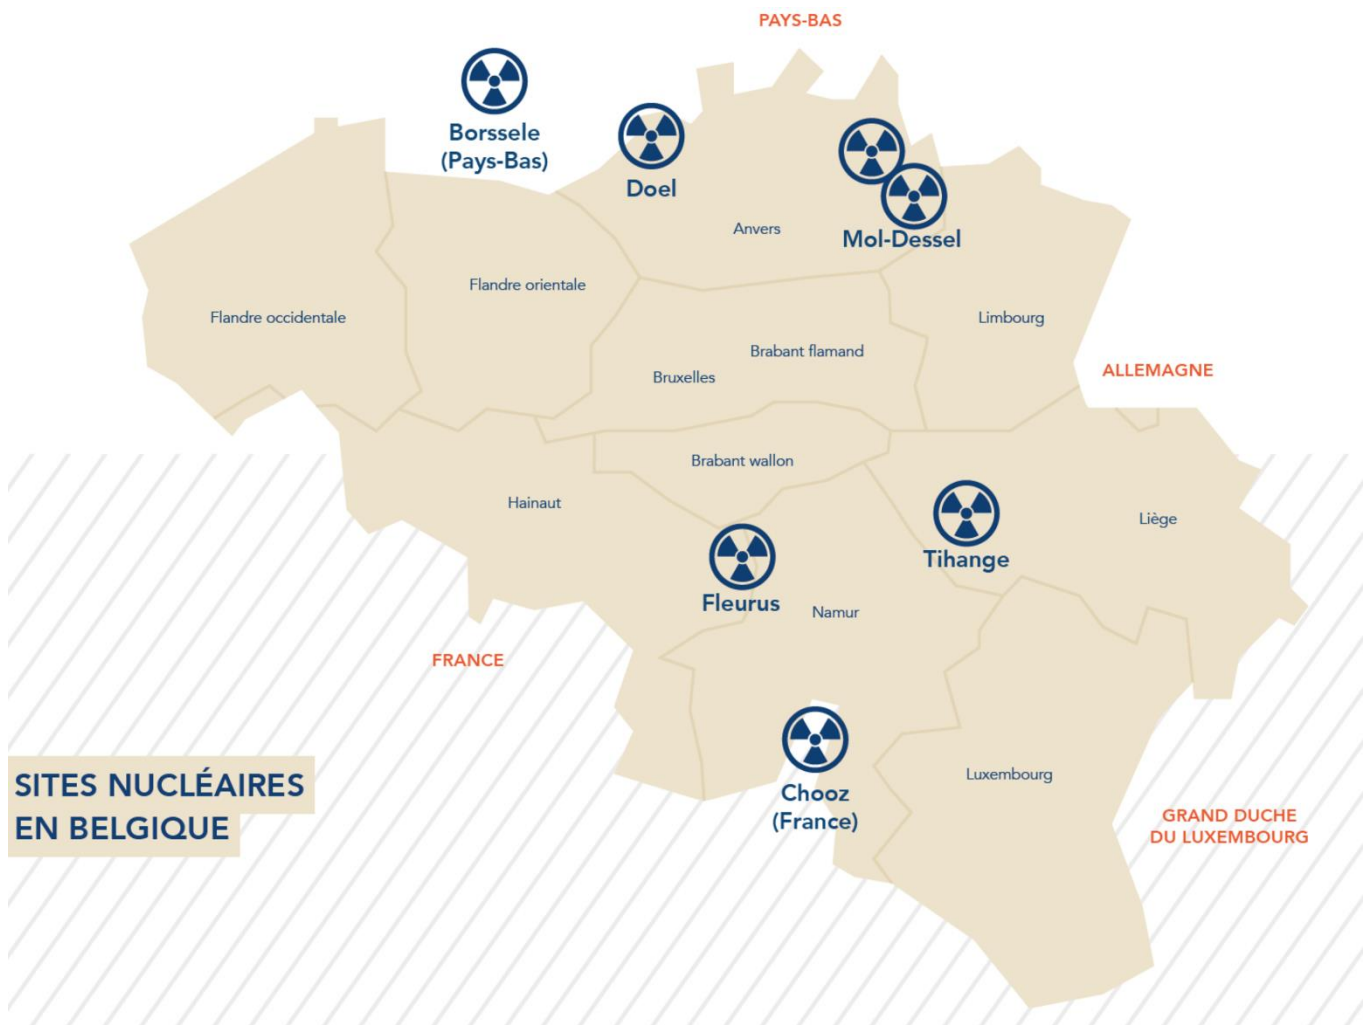 PAYS-BAS
Borssele
(Pays-Bas)
Doel
Mol-Dessel
Anvers
Flandre orientale
Flandre occidentale
Limbourg
Brabant flamand
Bruxelles
ALLEMAGNE
Brabant wallon
Hainaut
Liège
Tihange
Fleurus
Namur
FRANCE
Luxembourg
Chooz
(France)
SITES NUCLÉAIRES
EN BELGIQUE
GRAND DUCHE
DU LUXEMBOURG